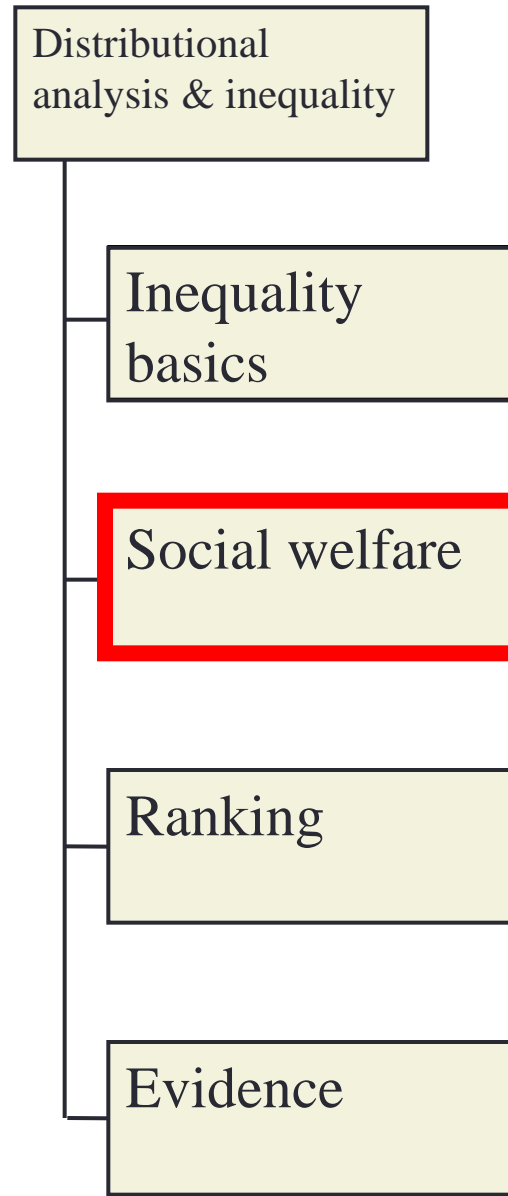 Distributional
analysis & inequality
Inequality
basics
Social welfare
Ranking
Evidence